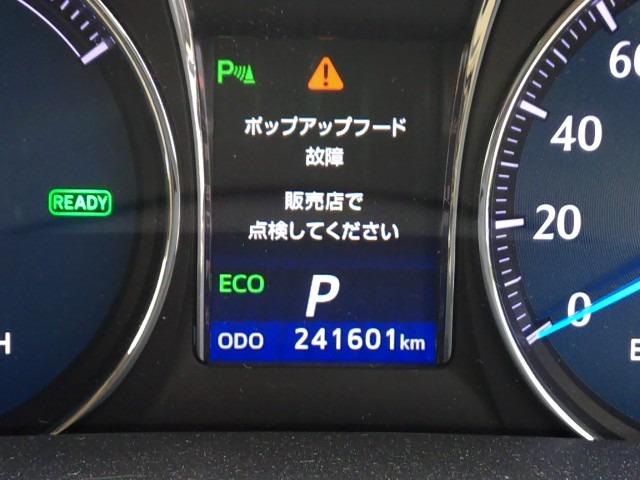 P
ポップアップフード
故障
販売店で
点検してください
READY
ECO
P
ODO 241601km
60
40
20
0
H
E